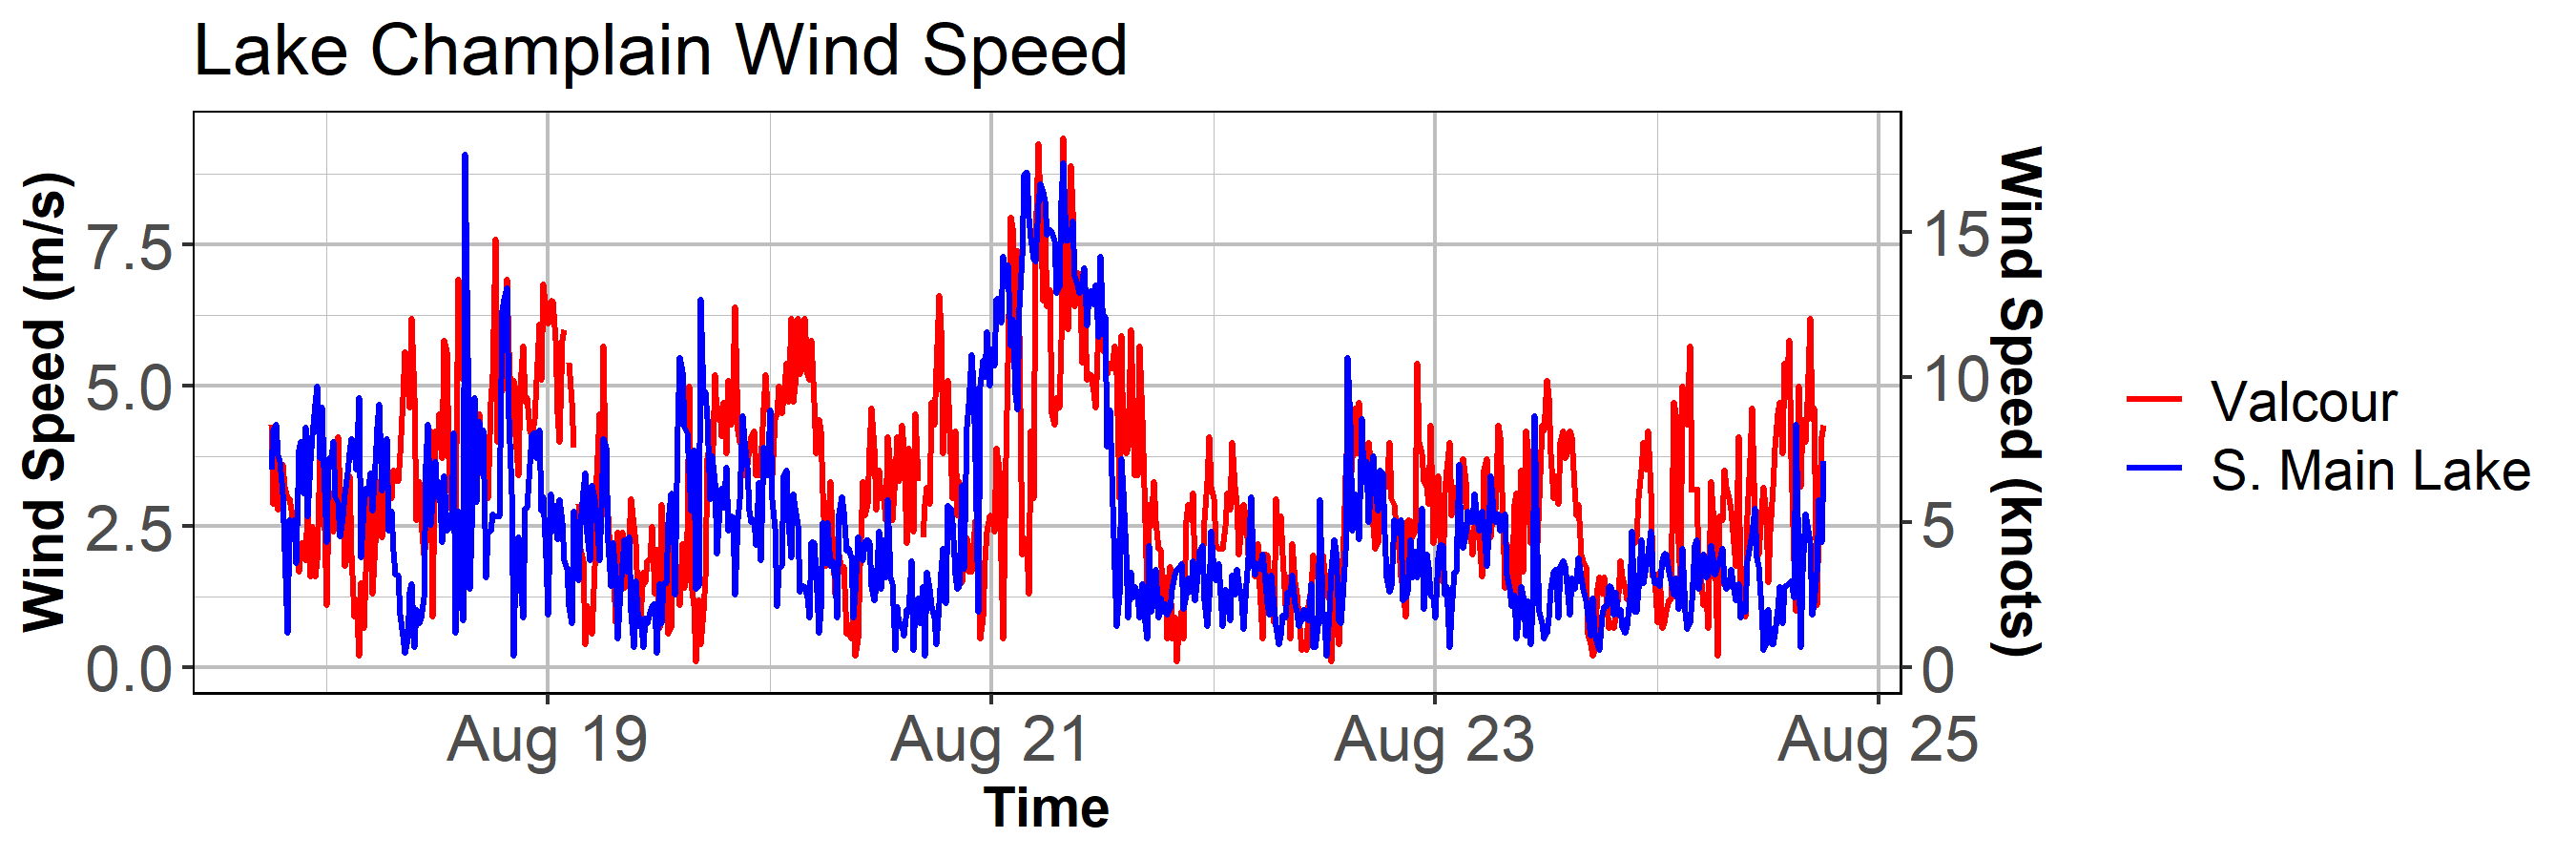 Lake Champlain Wind Speed
Wind Speed (m/s)
7.5
5.0
2.5
0.0
15
10
5
0
Wind Speed (knots)
Aug 19
Aug 21
Aug 23
Aug 25
Time
Valcour
S. Main Lake